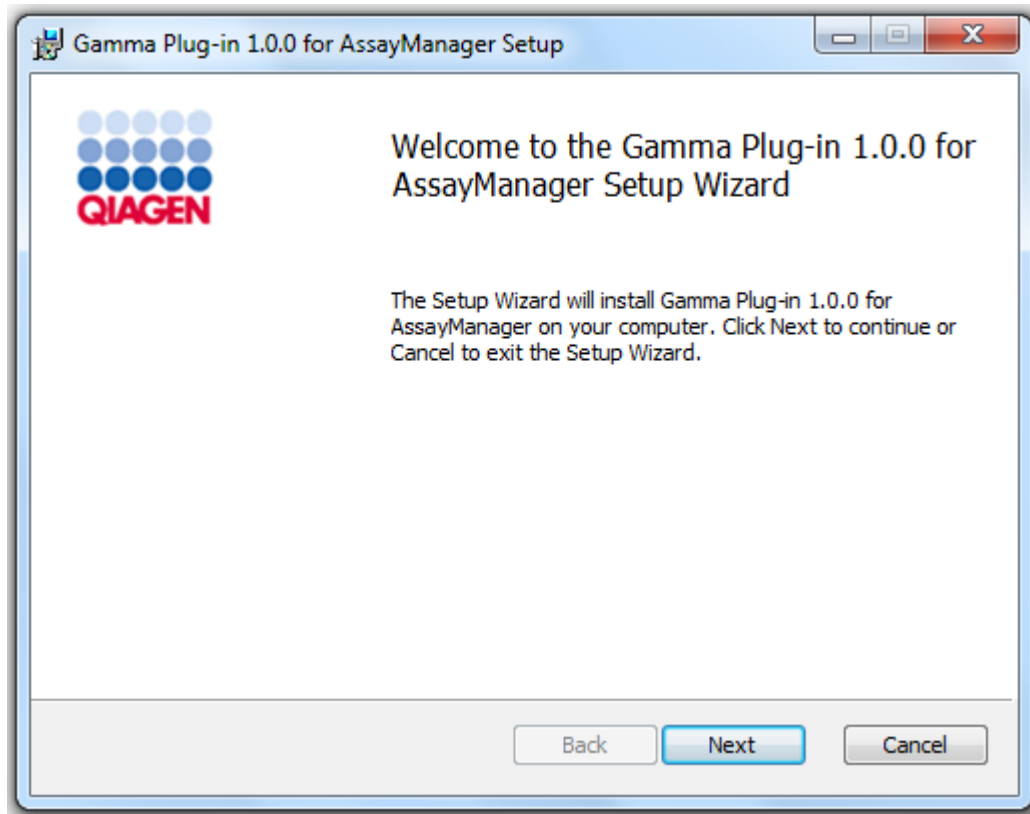 Gamma Plug-in 1.0.0 for AssayManager Setup
QIAGEN
Welcome to the Gamma Plug-in 1.0.0 for
AssayManager Setup Wizard
The Setup Wizard will install Gamma Plug-in 1.0.0 for
AssayManager on your computer. Click Next to continue or
Cancel to exit the Setup Wizard.
Back
Next
Cancel